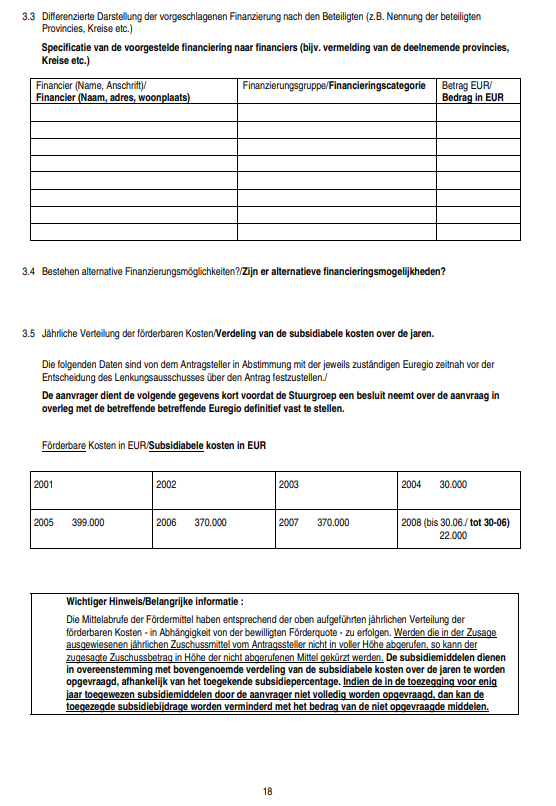 3.3 Differenzierte Darstellung der vorgeschlagenen Finanzierung nach den Beteiligten (z.B. Nennung der beteiligten
Provincies, Kreise etc.)
Specificatie van de voorgestelde financiering naar financiers (bijv. vermelding van de deelnemende provincies,
Kreise etc.)
Financier (Name, Anschrift)/
Financier (Naam, adres, woonplaats)
Finanzierungsgruppe/Financieringscategorie
Betrag EUR/
Bedrag in EUR
3.4 Bestehen alternative Finanzierungsmöglichkeiten?/Zijn er alternatieve financieringsmogelijkheden?
3.5 Jährliche Verteilung der förderbaren Kosten/Verdeling van de subsidiabele kosten over de jaren.
Die folgenden Daten sind von dem Antragsteller in Abstimmung mit der jeweils zuständigen Euregio zeitnah vor der
Entscheidung des Lenkungsausschusses über den Antrag festzustellen./
De aanvrager dient de volgende gegevens kort voordat de Stuurgroep een besluit neemt over de aanvraag in
overleg met de betreffende betreffende Euregio definitief vast te stellen.
Förderbare Kosten in EUR/Subsidiabele kosten in EUR
2001 2002 2003 2004 30.000
2005 399.000 2006 370.000 2007 370.000 2008 (bis 30.06./ tot 30-06)
22.000
Wichtiger Hinweis/Belangrijke informatie :
Die Mittelabrufe der Fördermittel haben entsprechend der oben aufgeführten jährlichen Verteilung der
förderbaren Kosten - in Abhängigkeit von der bewilligten Förderquote - zu erfolgen. Werden die in der Zusage
ausgewiesenen jährlichen Zuschussmittel vom Antragssteller nicht in voller Höhe abgerufen, so kann der
zugesagte Zuschussbetrag in Höhe der nicht abgerufenen Mittel gekürzt werden. De subsidiemiddelen dienen
in overeenstemming met bovengenoemde verdeling van de subsidiabele kosten over de jaren te worden
opgevraagd, afhankelijk van het toegekende subsidiepercentage. Indien de in de toezegging voor enig
jaar toegewezen subsidiemiddelen door de aanvrager niet volledig worden opgevraagd, dan kan de
toegezegde subsidiebijdrage worden verminderd met het bedrag van de niet opgevraagde middelen.
18